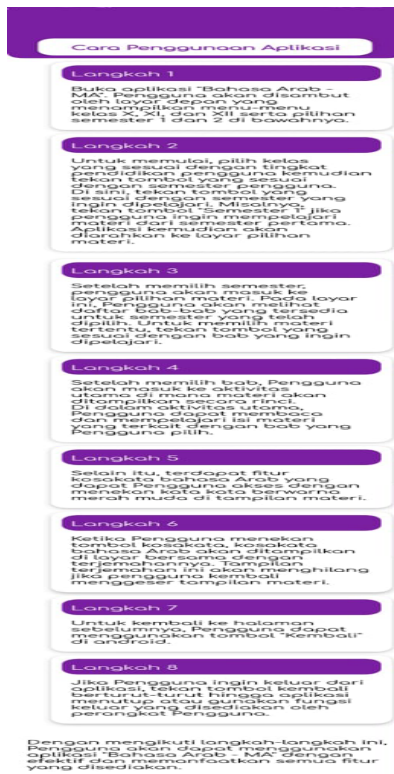 Cara Penggunaan Aplikasi
Langkah 1
Buka aplikasi "Bahasa Arab -
MA". Pengguna akan disambut
oleh layar depan yang
menampilkan menu-menu
kelas X, XI, dan XII serta pilihan
semester 1 dan 2 di bawahnya.
Langkah 2
Untuk memulai, pilih kelas
yang sesuai dengan tingkat
pendidikan pengguna kemudian
tekan tombol yang sesuai
dengan semester pengguna.
Di sini, tekan tombol yang
sesuai dengan semester yang
ingin dipelajari. Misalnya,
tekan tombol "Semester 1" jika
pengguna ingin mempelajari
materi dari semester pertama.
Aplikasi kemudian akan
diarahkan ke layar pilihan
materi.
Langkah 3
Setelah memilih semester,
pengguna akan masuk ke
layar pilihan materi. Pada layar
ini, Pengguna akan melihat
daftar bab-bab yang tersedia
untuk semester yang telah
dipilih. Untuk memilih materi
tertentu, tekan tombol yang
sesuai dengan bab yang ingin
dipelajari.
Langkah 4
Setelah memilih bab, Pengguna
akan masuk ke aktivitas
utama di mana materi akan
ditampilkan secara rinci.
Di dalam aktivitas utama,
Pengguna dapat membaca
dan mempelajari isi materi
yang terkait dengan bab yang
Pengguna pilih.
Langkah 5
Selain itu, terdapat fitur
kosakata bahasa Arab yang
dapat Pengguna akses dengan
menekan kata kata berwarna
merah muda di tampilan materi.
Langkah 6
Ketika Pengguna menekan
tombol kosakata, kosakata
bahasa Arab akan ditampilkan
di layar bersama dengan
terjemahannya. Tampilan
terjemahan ini akan menghilang
jika pengguna kembali
menggeser tampilan materi.
Langkah 7
Untuk kembali ke halaman
sebelumnya, Pengguna dapat
menggunakan tombol "Kembali"
di android.
Langkah 8
Jika Pengguna ingin keluar dari
aplikasi, tekan tombol kembali
berturut-turut hingga aplikasi
menutup atau gunakan fungsi
keluar yang disediakan oleh
perangkat Pengguna.
Dengan mengikuti langkah-langkah ini,
Pengguna akan dapat menggunakan
aplikasi "Bahasa Arab - MA" dengan
efektif dan memanfaatkan semua fitur
yang disediakan.